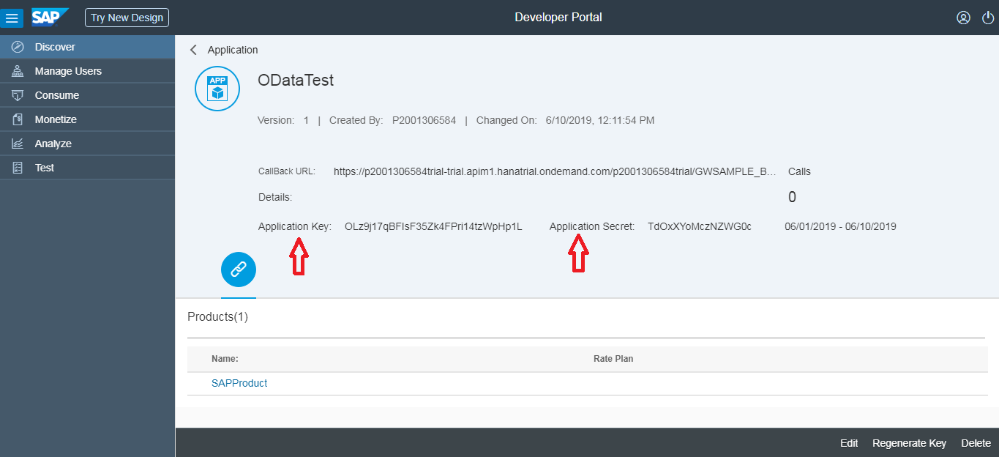 SAP Try New Design Developer Portal
Discover
Manage Users
Consume
Monetize
Analyze
Test
Application
APP
ODataTest
Version: 1 | Created By: P2001306584 | Changed On: 6/10/2019, 12:11:54 PM
CallBack URL: https://p2001306584trial-trial.apim1.hanatrial.ondemand.com/p2001306584trial/GWSAMPLE_B... Calls
Details: 0
Application Key: OLz9j17qBFIsF35Zk4FPri14tzWpHp1L Application Secret: TdOxXYoMczNZWG0c 06/01/2019 - 06/10/2019
Products(1)
Name: Rate Plan
SAPProduct
Edit Regenerate Key Delete